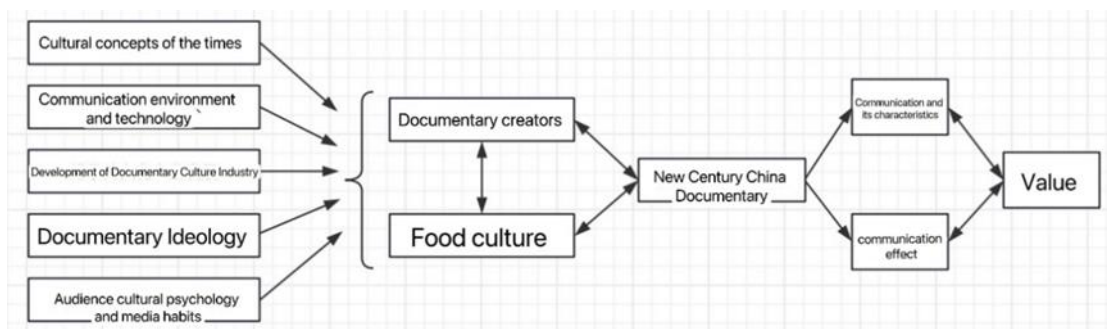 Cultural concepts of the times
Communication environment
and technology`
Development of Documentary Culture Industry
Documentary Ideology
Audience cultural psychology
and media habits
Documentary creators
Food culture
New Century China
Documentary
Communication and
its characteristics
communication
effect
Value